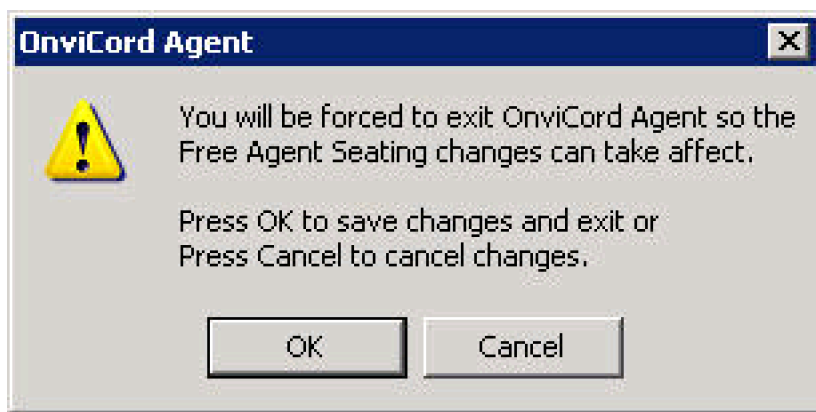 OnviCord Agent
You will be forced to exit OnviCord Agent so the
Free Agent Seating changes can take affect.
Press OK to save changes and exit or
Press Cancel to cancel changes.
OK
Cancel